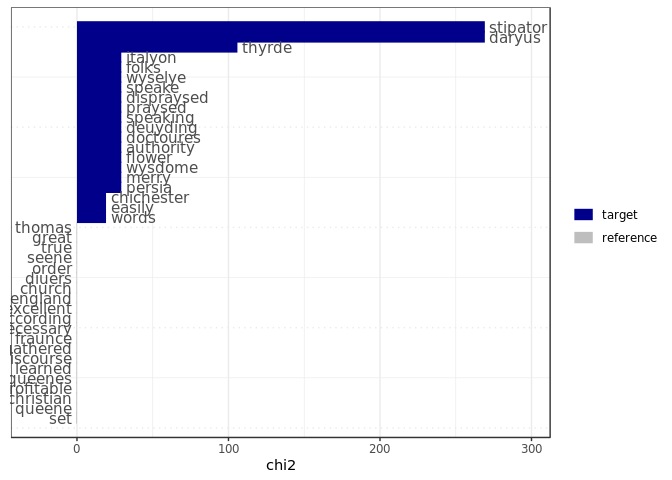 stipator
daryus
thyrde
italyon
folks
wyselye
speake
dispraysed
praysed
speaking
deuyding
doctoures
authority
flower
wysdome
merry
persia
chichester
easily
words
thomas
great
true
seene
order
diuers
church
england
excellent
ccording
ecessary
fraunce
gathered
iscourse
learned
queenes
rofitable
christian
queene
set
0 100 200 300
chi2
target
reference